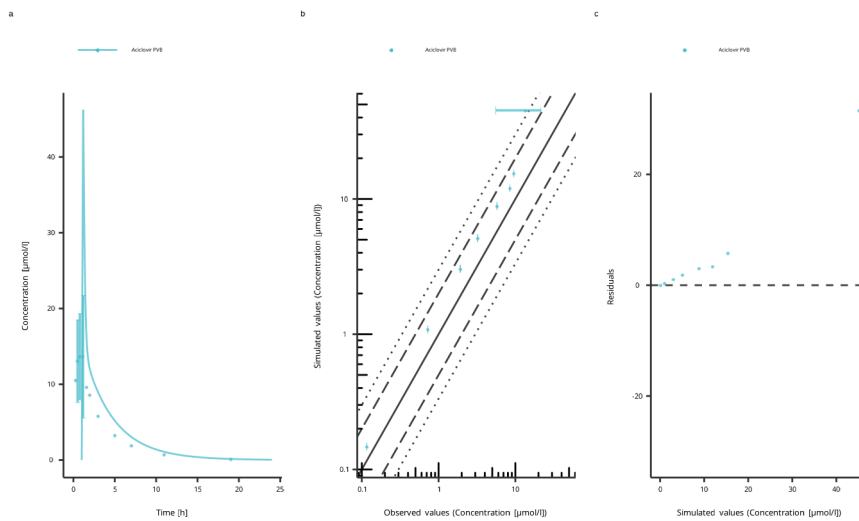 a
Aciclovir PVB
Concentration [µmol/l]
40
30
20
10
0
0
5
10
15
20
25
Time [h]
b
Aciclovir PVB
Simulated values (Concentration [µmol/l])
10
1
0.1
0.1
1
10
Observed values (Concentration [µmol/l])
c
Aciclovir PVB
Residuals
20
0
-20
0
10
20
30
40
Simulated values (Concentration [µmol/l])